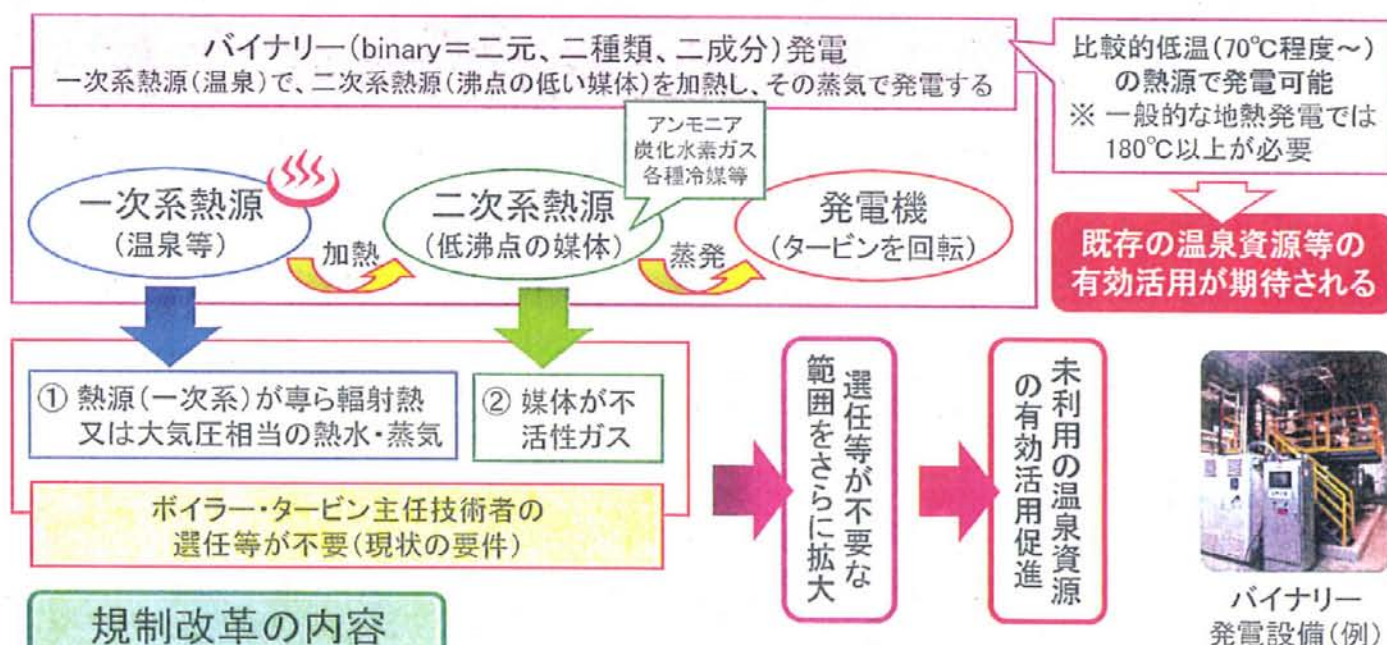 バイナリー(binary=二元、二種類、二成分)発電
一次系熱源(温泉)で、二次系熱源(沸点の低い媒体)を加熱し、その蒸気で発電する
比較的低温(70℃程度~)
の熱源で発電可能
※ 一般的な地熱発電では
180℃以上が必要
アンモニア
炭化水素ガス
各種冷媒等
一次系熱源
(温泉等)
加熱
二次系熱源
(低沸点の媒体)
蒸発
発電機
(タービンを回転)
既存の温泉資源等の
有効活用が期待される
① 熱源(一次系)が専ら輻射熱
又は大気圧相当の熱水・蒸気
② 媒体が不
活性ガス
ボイラー・タービン主任技術者の
選任等が不要(現状の要件)
選任等が不要な
範囲をさらに拡大
未利用の温泉資源
の有効活用促進
バイナリー
発電設備(例)
規制改革の内容